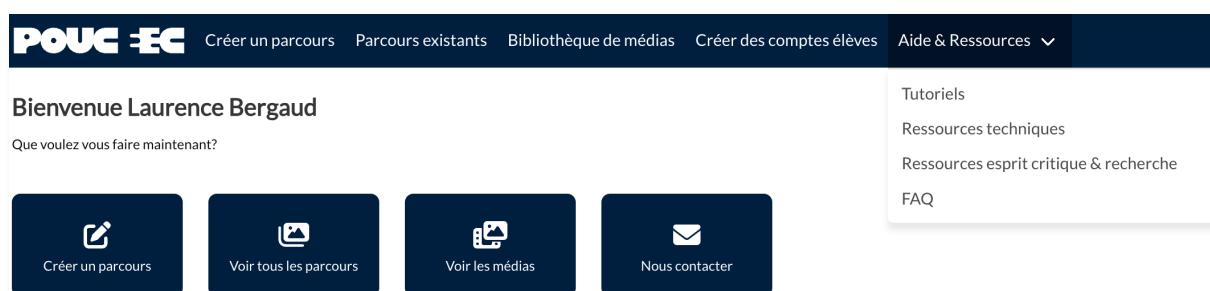 POUC EC Créer un parcours Parcours existants Bibliothèque de médias Créer des comptes élèves Aide & Ressources
Tutoriels
Ressources techniques
Ressources esprit critique & recherche
FAQ
Bienvenue Laurence Bergaud
Que voulez vous faire maintenant?
Créer un parcours
Voir tous les parcours
Voir les médias
Nous contacter